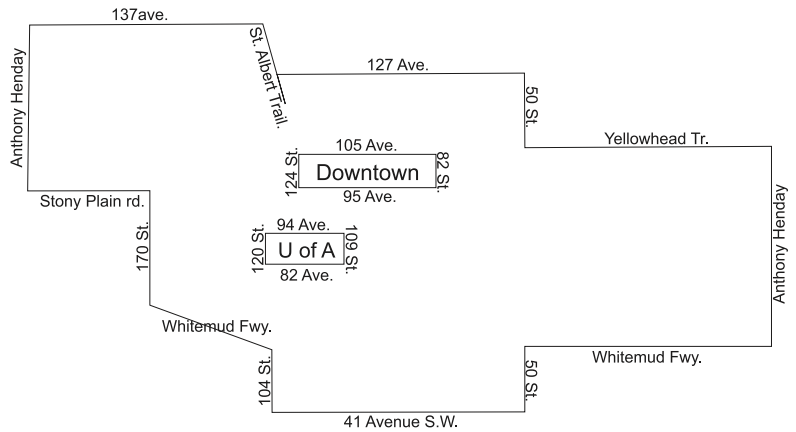 137ave.
St. Albert Trail.
127 Ave.
Anthony Henday
50 St.
Yellowhead Tr.
105 Ave.
124 St.
Downtown
82 St.
95 Ave.
Stony Plain rd.
170 St.
94 Ave.
120 St.
U of A
109 St.
82 Ave.
Anthony Henday
Whitemud Fwy.
104 St.
50 St.
Whitemud Fwy.
41 Avenue S.W.